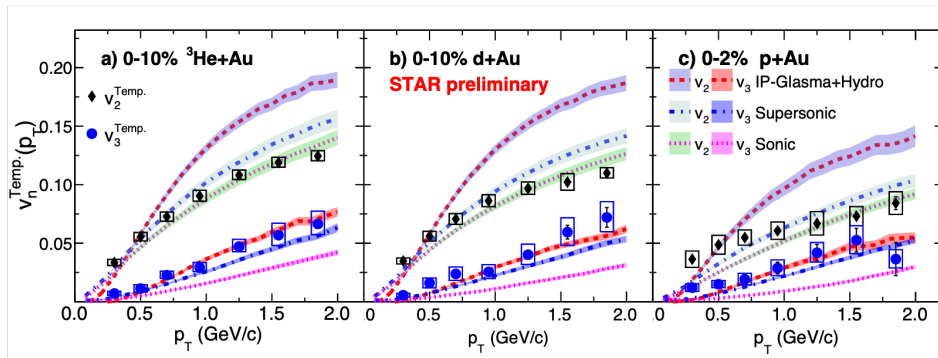 a) 0-10% ³He+Au
b) 0-10% d+Au
c) 0-2% p+Au
STAR preliminary
v₂^Temp.
v₃^Temp.
v₂ v₃ IP-Glasma+Hydro
v₂ v₃ Supersonic
v₂ v₃ Sonic
vₙ^Temp.(p_T)
0.20
0.15
0.10
0.05
0.0 0.5 1.0 1.5 2.0
0 0.5 1.0 1.5 2.0
0 0.5 1.0 1.5 2.0
p_T (GeV/c)
p_T (GeV/c)
p_T (GeV/c)